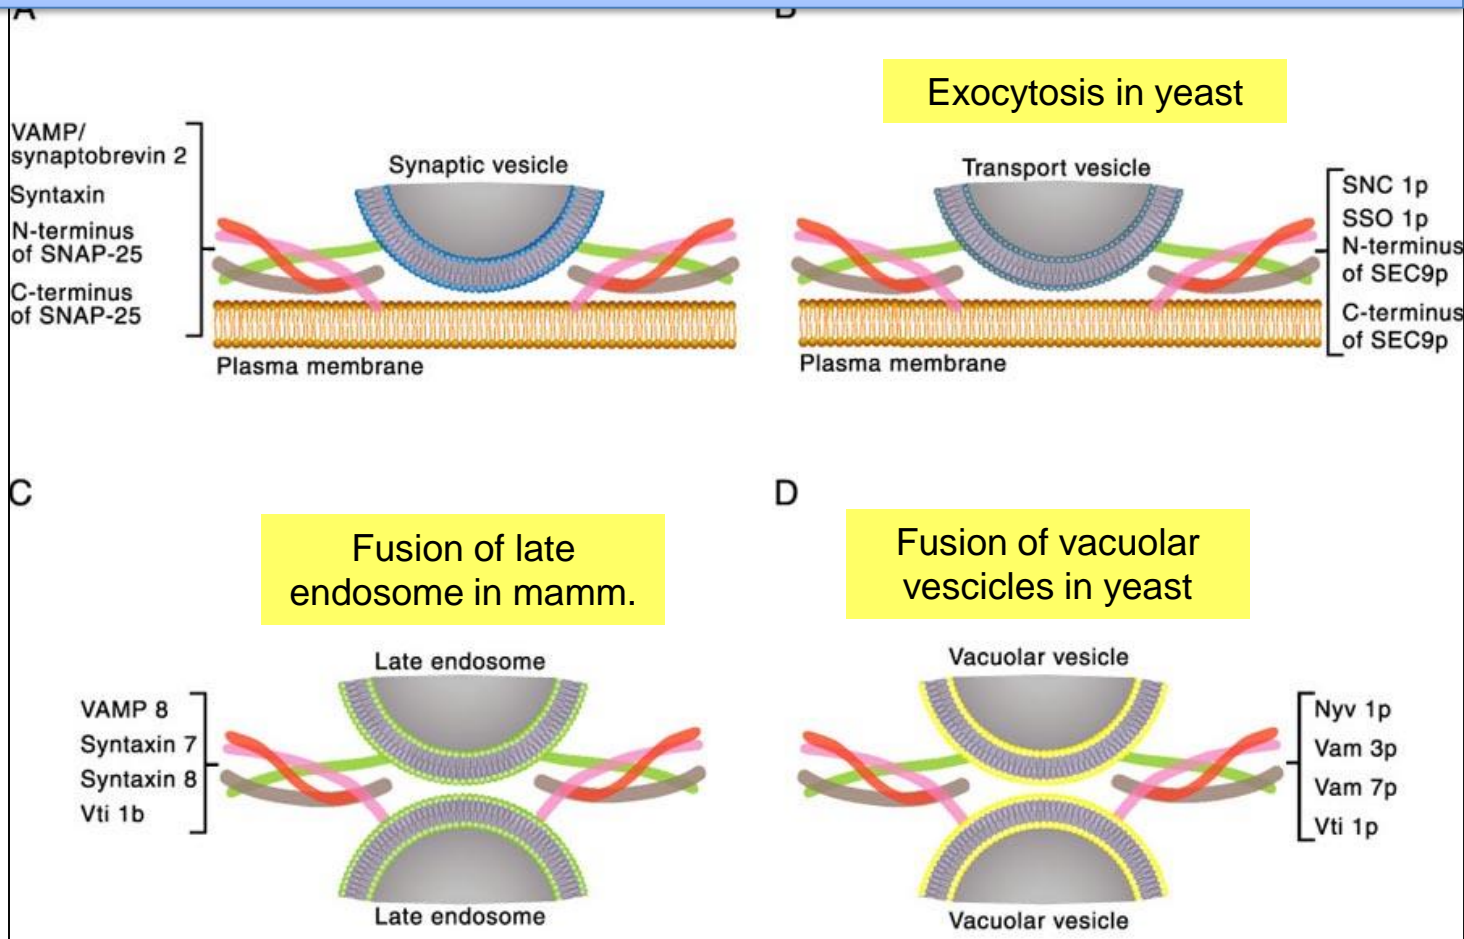 A
B
Exocytosis in yeast
VAMP/
synaptobrevin 2
Syntaxin
N-terminus
of SNAP-25
C-terminus
of SNAP-25
Synaptic vesicle
Plasma membrane
Transport vesicle
SNC 1p
SSO 1p
N-terminus
of SEC9p
C-terminus
of SEC9p
Plasma membrane
C
D
Fusion of late
endosome in mamm.
Fusion of vacuolar
vescicles in yeast
Late endosome
VAMP 8
Syntaxin 7
Syntaxin 8
Vti 1b
Late endosome
Vacuolar vesicle
Nyv 1p
Vam 3p
Vam 7p
Vti 1p
Vacuolar vesicle